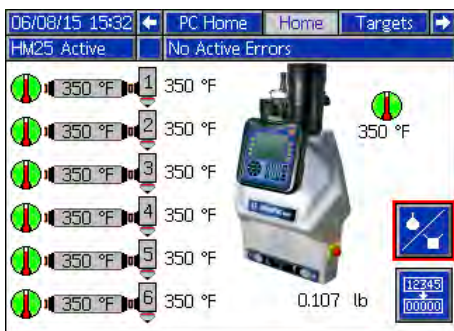 06/08/15 15:32 PC Home Home Targets
HM25 Active No Active Errors
350 °F 1 350 °F
350 °F
350 °F 2 350 °F
350 °F 3 350 °F
350 °F 4 350 °F
350 °F 5 350 °F
350 °F 6 350 °F
0.107 lb
12345
00000